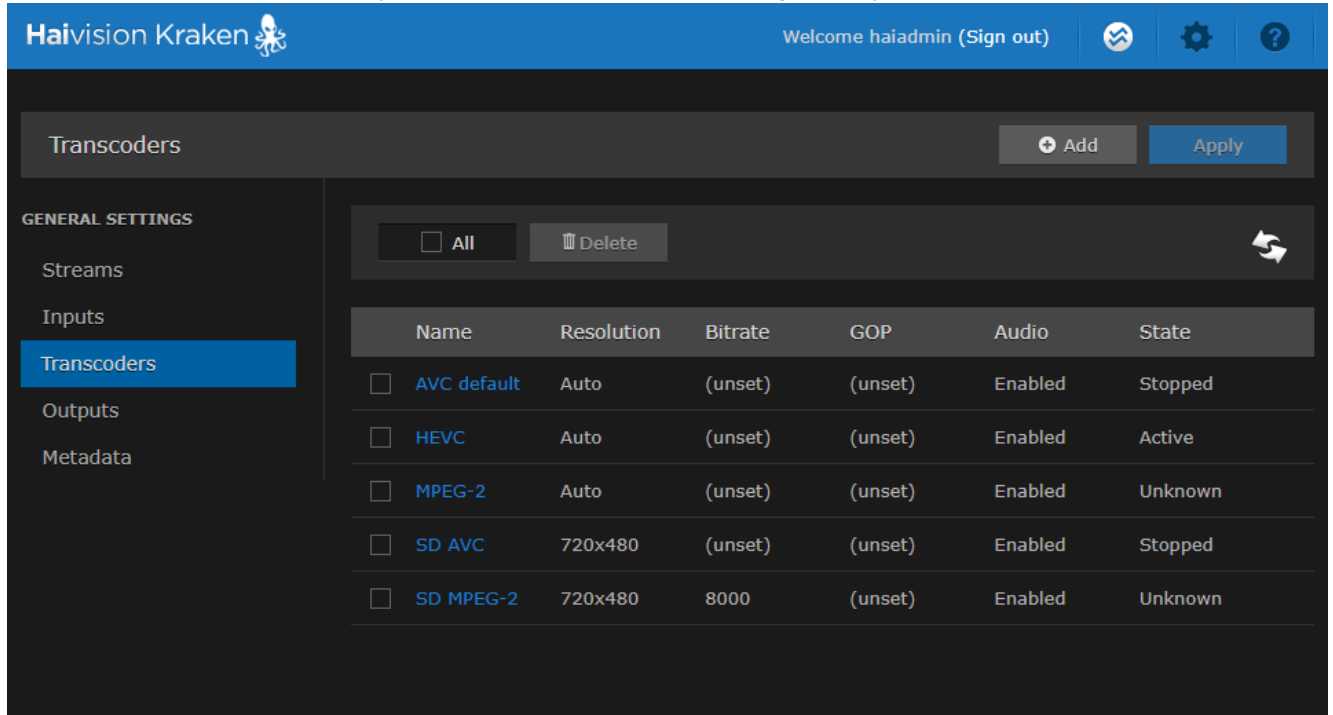 Haivision Kraken
Welcome haiadmin (Sign out)
Transcoders
Add
Apply
GENERAL SETTINGS
Streams
Inputs
Transcoders
Outputs
Metadata
All
Delete
Name Resolution Bitrate GOP Audio State
AVC default Auto (unset) (unset) Enabled Stopped
HEVC Auto (unset) (unset) Enabled Active
MPEG-2 Auto (unset) (unset) Enabled Unknown
SD AVC 720x480 (unset) (unset) Enabled Stopped
SD MPEG-2 720x480 8000 (unset) Enabled Unknown